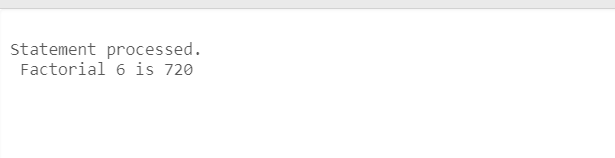 Statement processed.
Factorial 6 is 720